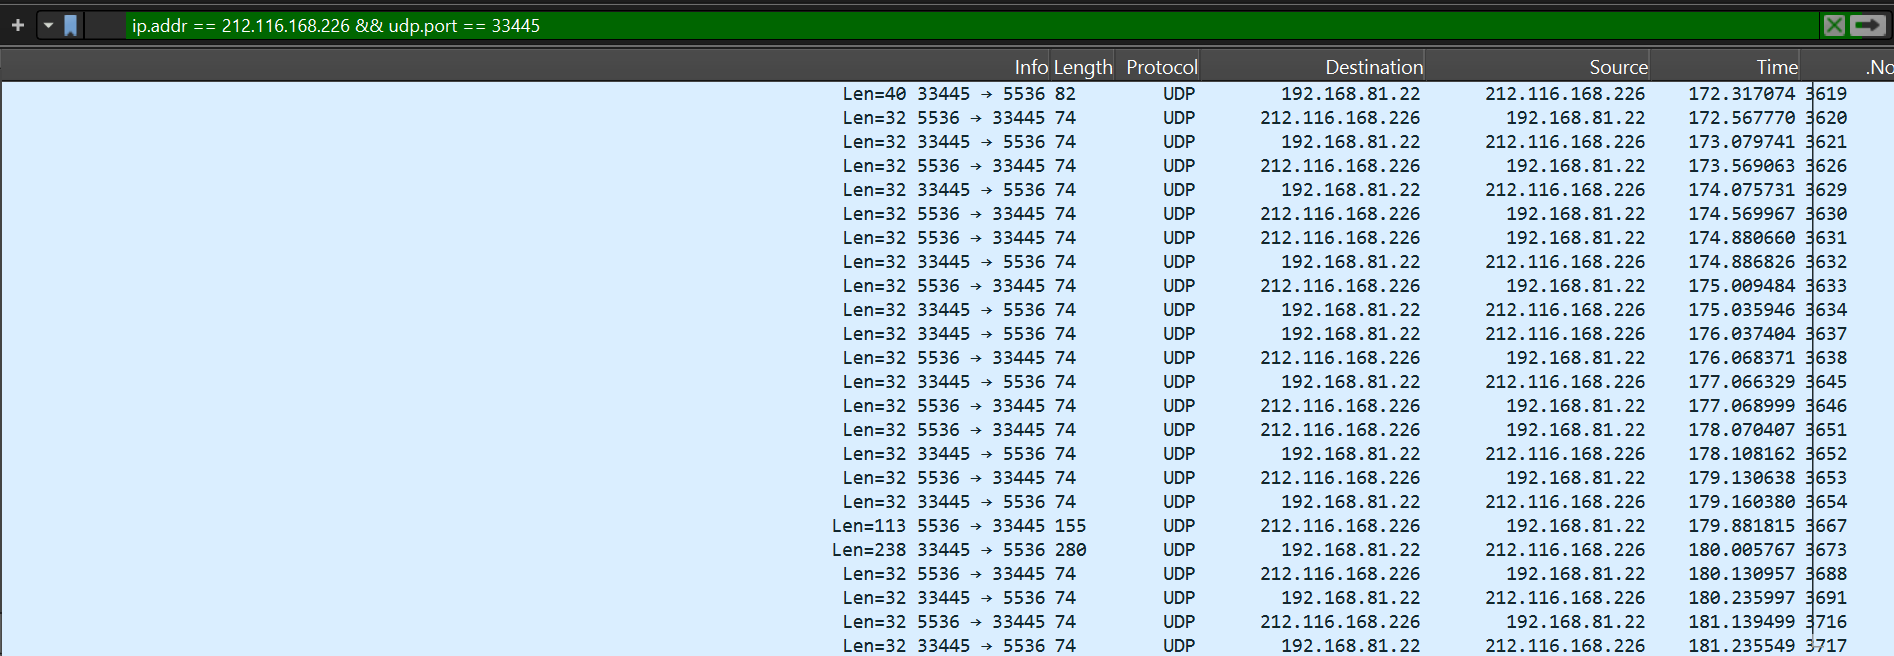 ip.addr == 212.116.168.226 && udp.port == 33445
Info Length Protocol Destination Source Time .No
Len=40 33445 → 5536 82 UDP 192.168.81.22 212.116.168.226 172.317074 3619
Len=32 5536 → 33445 74 UDP 212.116.168.226 192.168.81.22 172.567770 3620
Len=32 33445 → 5536 74 UDP 192.168.81.22 212.116.168.226 173.079741 3621
Len=32 5536 → 33445 74 UDP 212.116.168.226 192.168.81.22 173.569063 3626
Len=32 33445 → 5536 74 UDP 192.168.81.22 212.116.168.226 174.075731 3629
Len=32 5536 → 33445 74 UDP 212.116.168.226 192.168.81.22 174.569967 3630
Len=32 5536 → 33445 74 UDP 212.116.168.226 192.168.81.22 174.880660 3631
Len=32 33445 → 5536 74 UDP 192.168.81.22 212.116.168.226 174.886826 3632
Len=32 5536 → 33445 74 UDP 212.116.168.226 192.168.81.22 175.009484 3633
Len=32 33445 → 5536 74 UDP 192.168.81.22 212.116.168.226 175.035946 3634
Len=32 33445 → 5536 74 UDP 192.168.81.22 212.116.168.226 176.037404 3637
Len=32 5536 → 33445 74 UDP 212.116.168.226 192.168.81.22 176.068371 3638
Len=32 33445 → 5536 74 UDP 192.168.81.22 212.116.168.226 177.066329 3645
Len=32 5536 → 33445 74 UDP 212.116.168.226 192.168.81.22 177.068999 3646
Len=32 5536 → 33445 74 UDP 212.116.168.226 192.168.81.22 178.070407 3651
Len=32 33445 → 5536 74 UDP 192.168.81.22 212.116.168.226 178.108162 3652
Len=32 5536 → 33445 74 UDP 212.116.168.226 192.168.81.22 179.130638 3653
Len=32 33445 → 5536 74 UDP 192.168.81.22 212.116.168.226 179.160380 3654
Len=113 5536 → 33445 155 UDP 212.116.168.226 192.168.81.22 179.881815 3667
Len=238 33445 → 5536 280 UDP 192.168.81.22 212.116.168.226 180.005767 3673
Len=32 5536 → 33445 74 UDP 212.116.168.226 192.168.81.22 180.130957 3688
Len=32 33445 → 5536 74 UDP 192.168.81.22 212.116.168.226 180.235997 3691
Len=32 5536 → 33445 74 UDP 212.116.168.226 192.168.81.22 181.139499 3716
Len=32 33445 → 5536 74 UDP 192.168.81.22 212.116.168.226 181.235549 3717